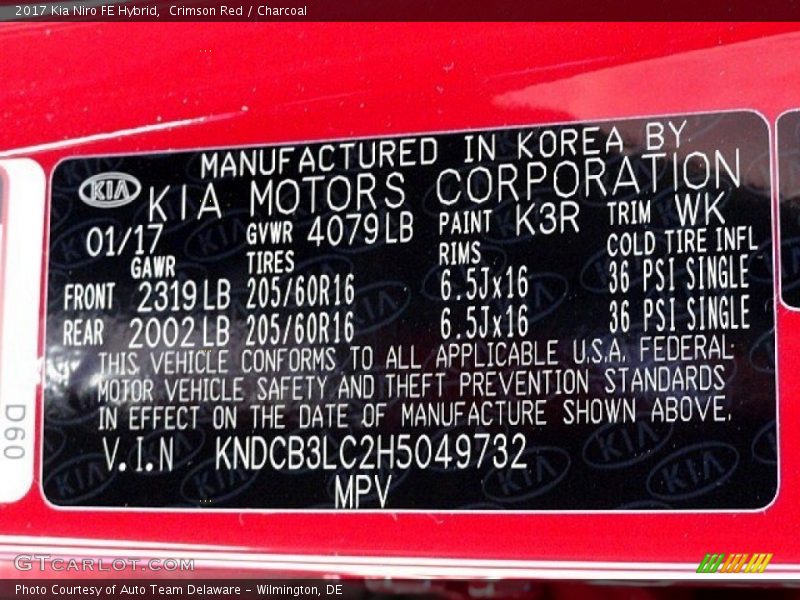 2017 Kia Niro FE Hybrid,  Crimson Red / Charcoal
MANUFACTURED IN KOREA BY
KIA KIA MOTORS CORPORATION
01/17 GVWR 4079LB PAINT K3R TRIM WK
GAWR TIRES RIMS COLD TIRE INFL
FRONT 2319LB 205/60R16 6.5Jx16 36 PSI SINGLE
REAR 2002LB 205/60R16 6.5Jx16 36 PSI SINGLE
THIS VEHICLE CONFORMS TO ALL APPLICABLE U.S.A. FEDERAL
MOTOR VEHICLE SAFETY AND THEFT PREVENTION STANDARDS
IN EFFECT ON THE DATE OF MANUFACTURE SHOWN ABOVE.
V.I.N KNDCB3LC2H5049732
MPV
D60
GTCARLOT.COM
Photo Courtesy of Auto Team Delaware - Wilmington, DE